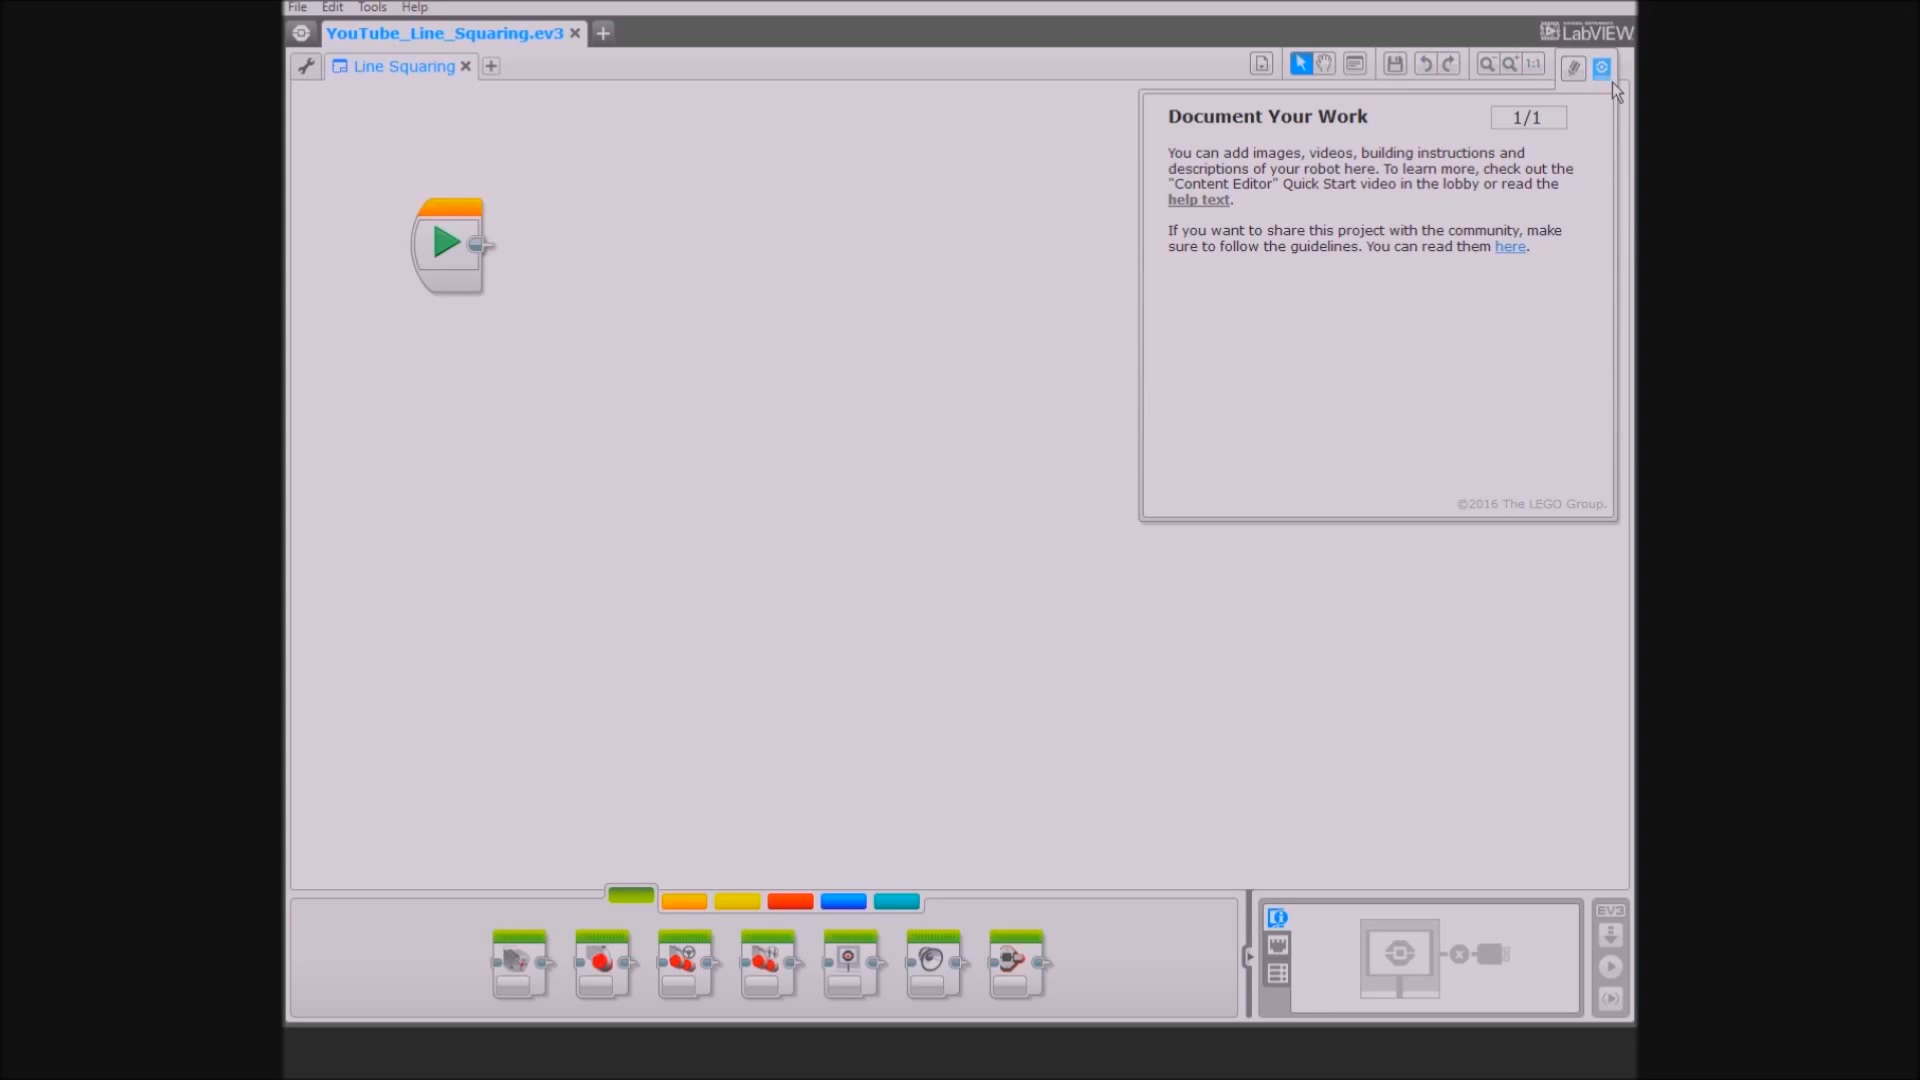 File Edit Tools Help
YouTube_Line_Squaring.ev3
LabVIEW
Line Squaring
1:1
Document Your Work
1/1
You can add images, videos, building instructions and
descriptions of your robot here. To learn more, check out the
"Content Editor" Quick Start video in the lobby or read the
help text.
If you want to share this project with the community, make
sure to follow the guidelines. You can read them here.
©2016 The LEGO Group.
EV3